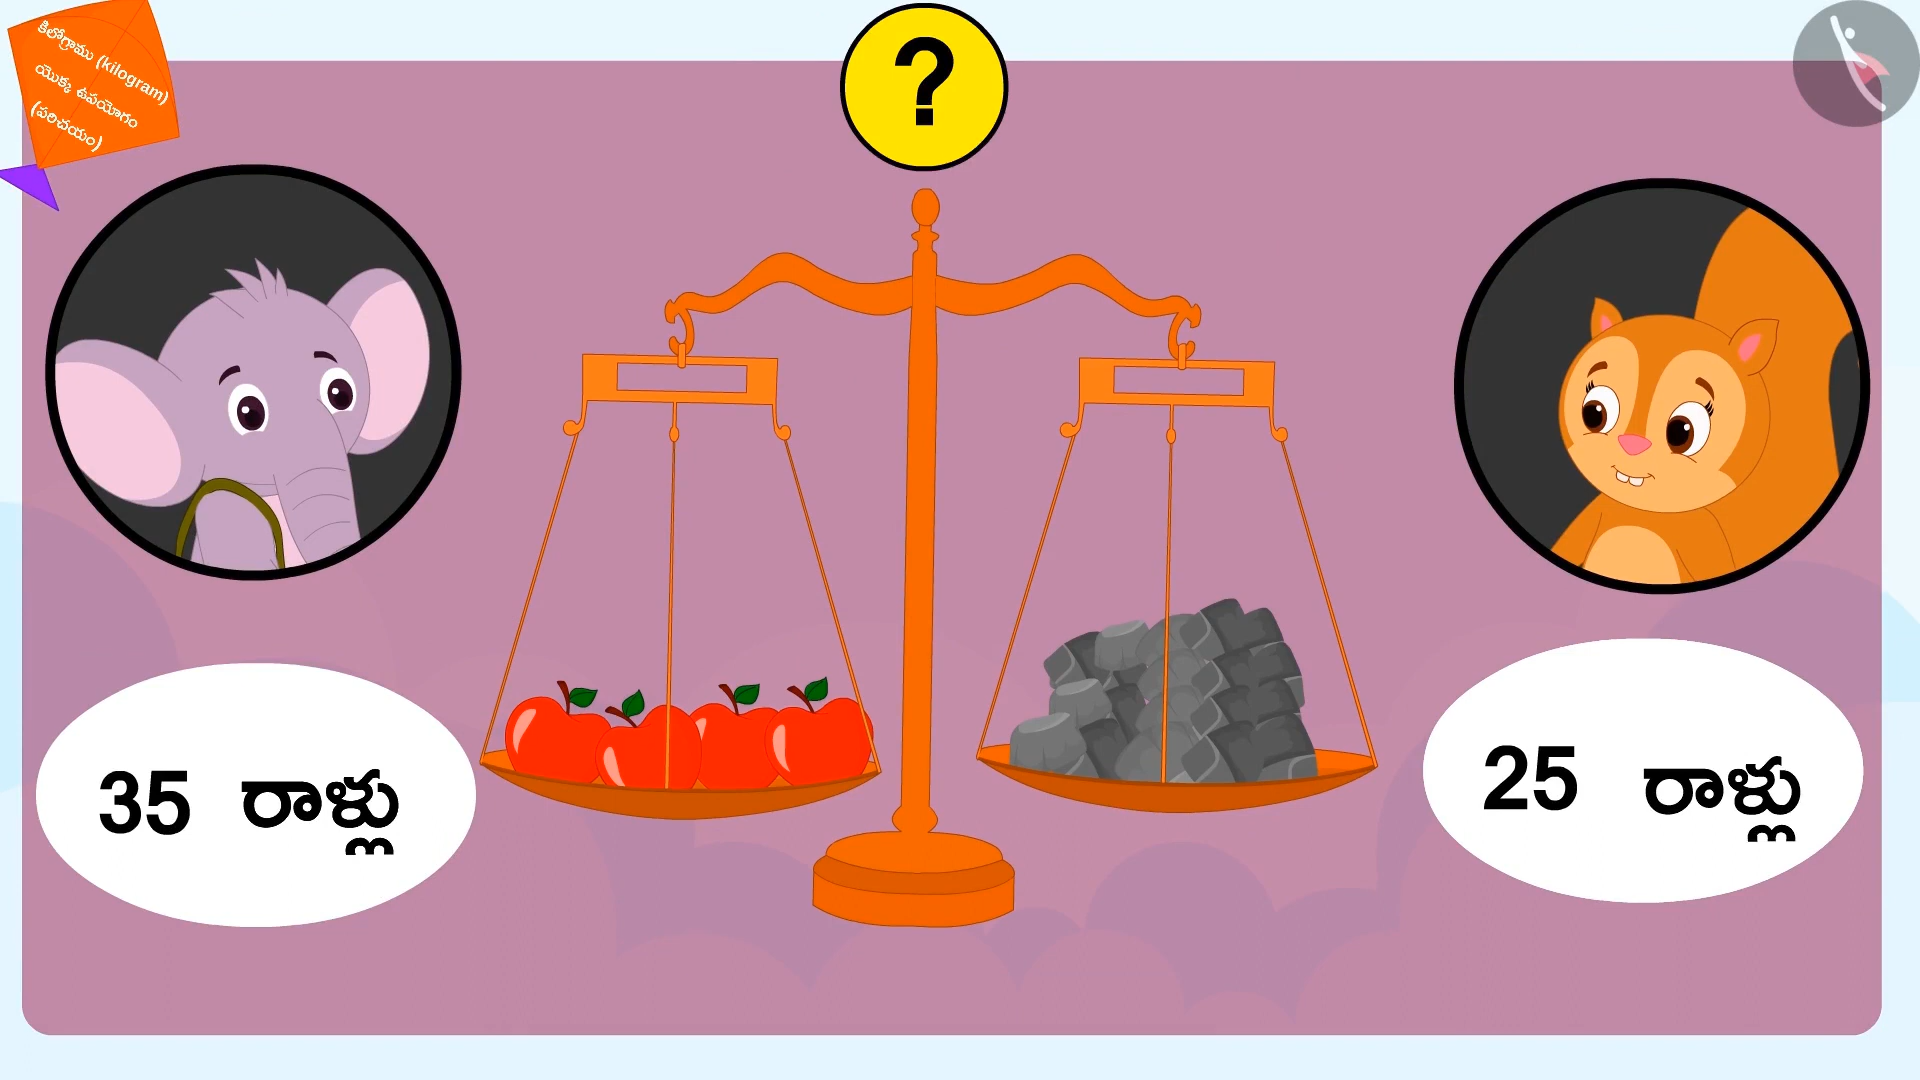 కిలోగ్రాము (kilogram)
యొక్క ఉపయోగం
(పరిచయం)
?
35 రాళ్లు
25 రాళ్లు